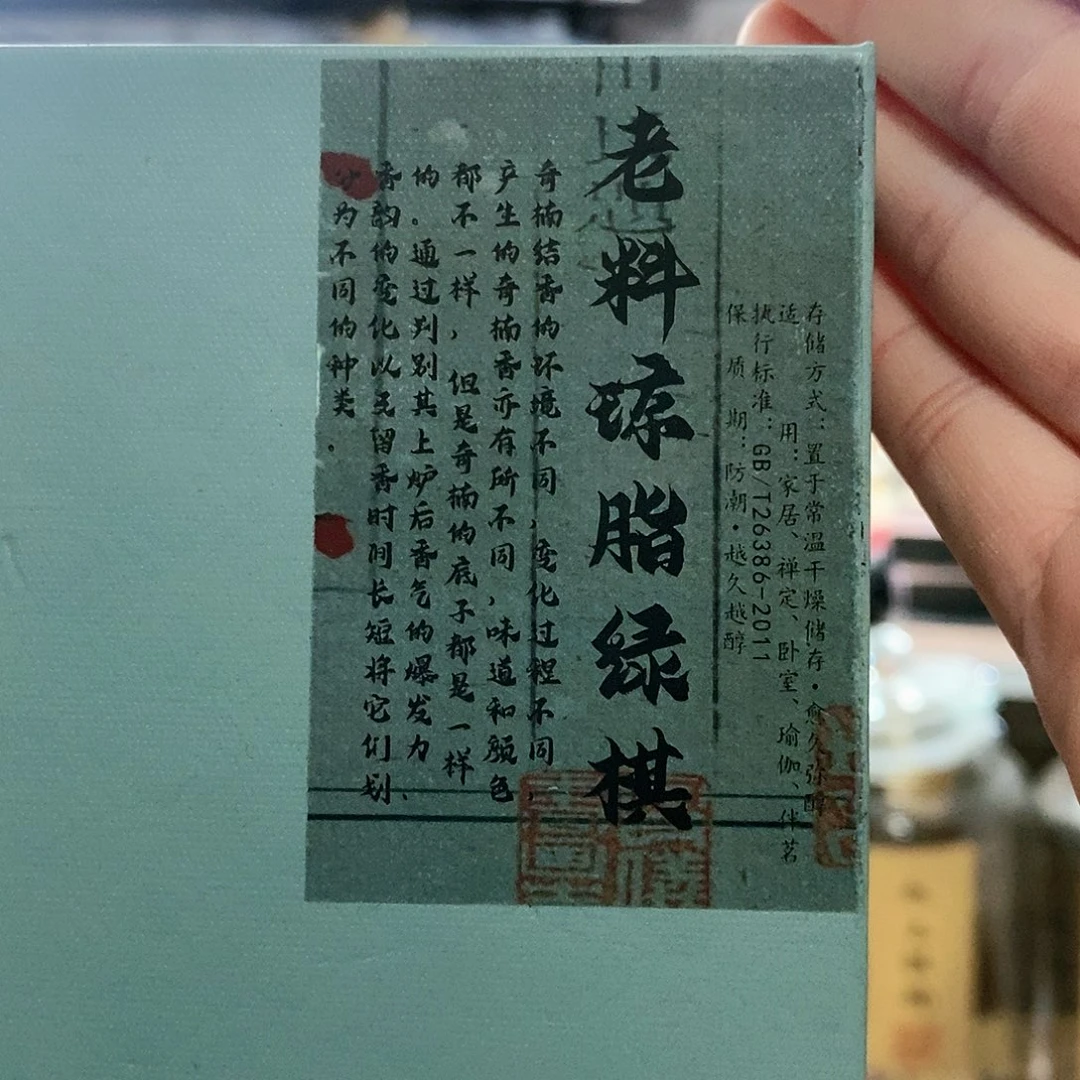 存储方式：置于常温干燥储存·愈久弥醇
适用：家居、禅定、卧室、瑜伽、伴茗
执行标准：GB/T26386-2011
保质期：防潮·越久越醇
老料琼脂绿棋
奇楠结香的环境不同，变化过程不同，
产生的奇楠香亦有所不同，味道和颜色
都不一样，但是奇楠的底子都是一样
的。通过判别其上炉后香气的爆发力、
香韵的变化以及留香时间长短将它们划
分为不同的种类.